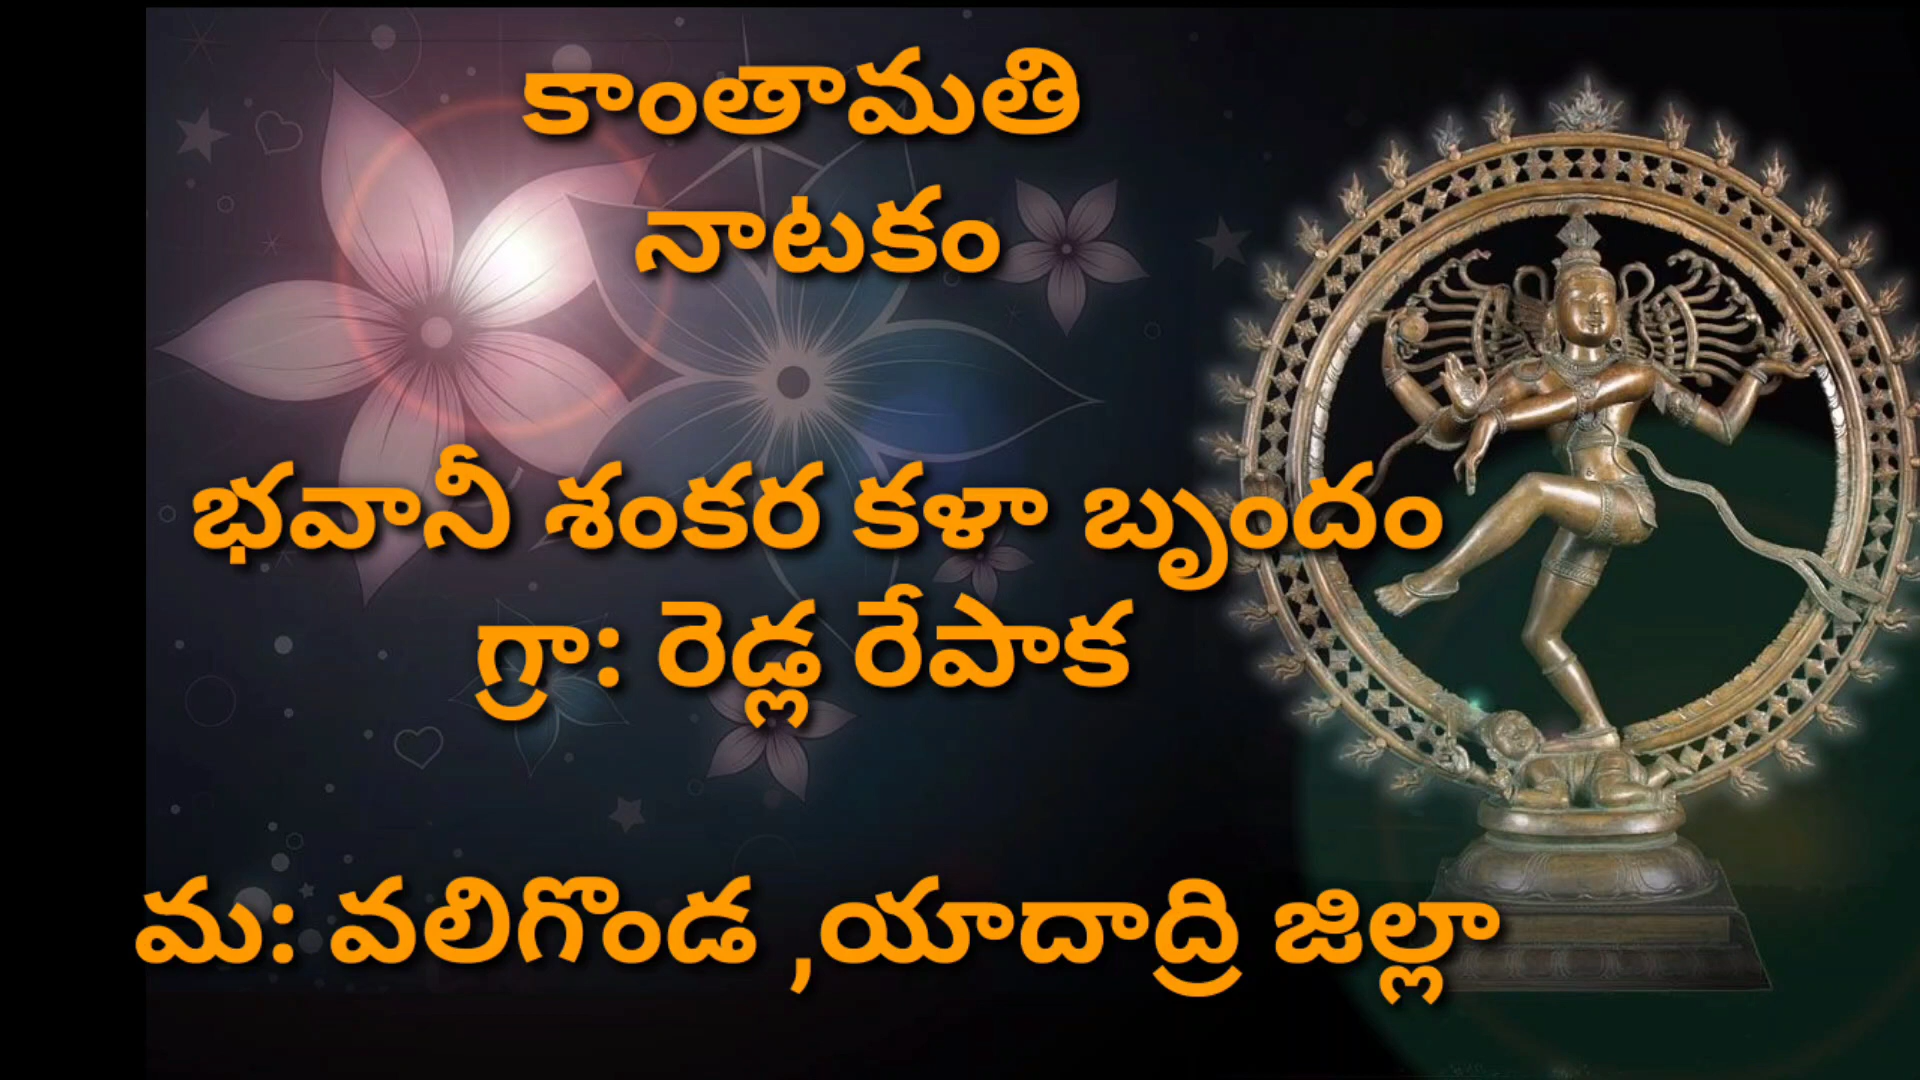 కాంతామతి
నాటకం
భవానీ శంకర కళా బృందం
గ్రా: రెడ్ల రేపాక
మ: వలిగొండ ,యాదాద్రి జిల్లా